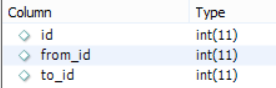 Column Type
id int(11)
from_id int(11)
to_id int(11)